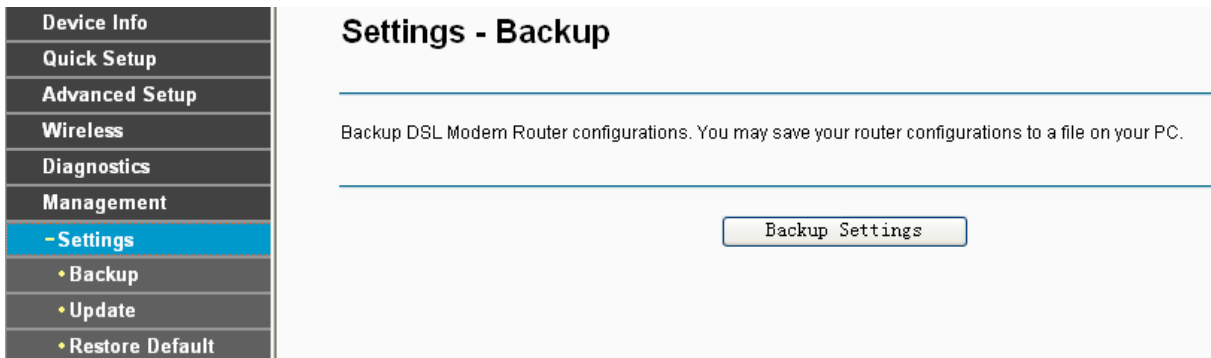 Device Info
Quick Setup
Advanced Setup
Wireless
Diagnostics
Management
-Settings
•Backup
•Update
•Restore Default
Settings - Backup
Backup DSL Modem Router configurations. You may save your router configurations to a file on your PC.
Backup Settings